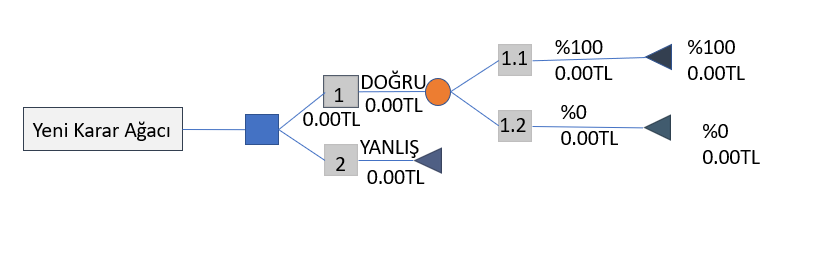 Yeni Karar Ağacı
1
DOĞRU
0.00TL
0.00TL
2
YANLIŞ
0.00TL
1.1
%100
0.00TL
%100
0.00TL
1.2
%0
0.00TL
%0
0.00TL